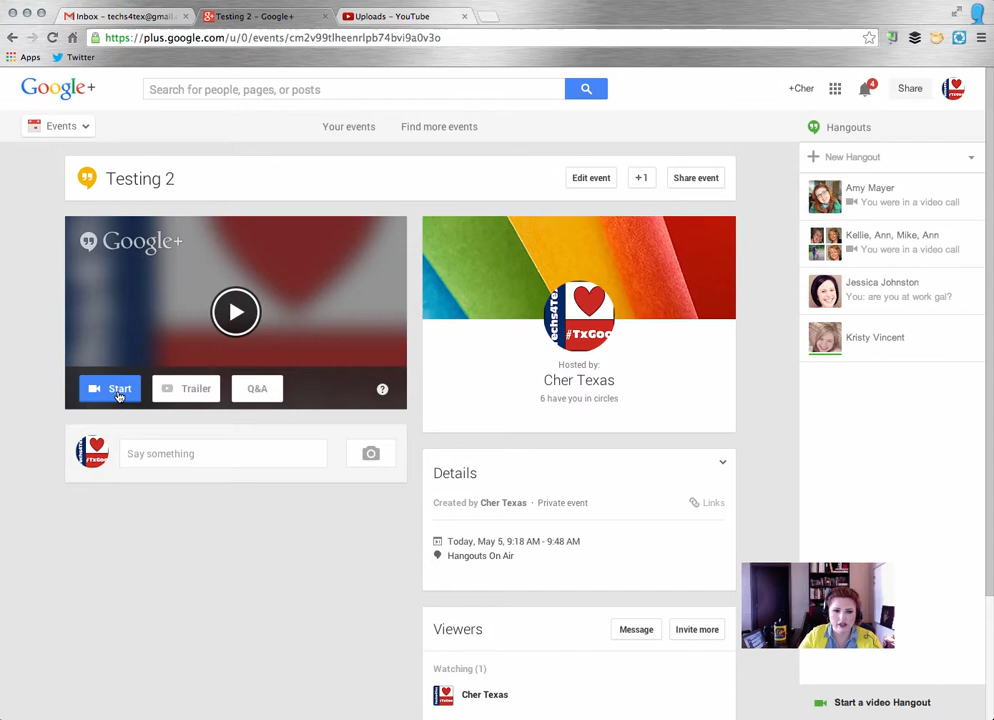 Inbox - techs4tex@gmail.
Testing 2 - Google+
Uploads - YouTube
https://plus.google.com/u/0/events/cm2v99tlheenrlpb74bvi9a0v3o
Apps
Twitter
Google+
Search for people, pages, or posts
+Cher
4
Share
Events
Your events
Find more events
Hangouts
Testing 2
Edit event
+1
Share event
New Hangout
Amy Mayer
You were in a video call
Kellie, Ann, Mike, Ann
You were in a video call
Jessica Johnston
You: are you at work gal?
Kristy Vincent
Google+
Start
Trailer
Q&A
?
Techs4Tex
#TxGoo
Hosted by:
Cher Texas
6 have you in circles
Say something
Details
Created by Cher Texas · Private event
Links
Today, May 5, 9:18 AM - 9:48 AM
Hangouts On Air
Viewers
Message
Invite more
Watching (1)
Cher Texas
Start a video Hangout